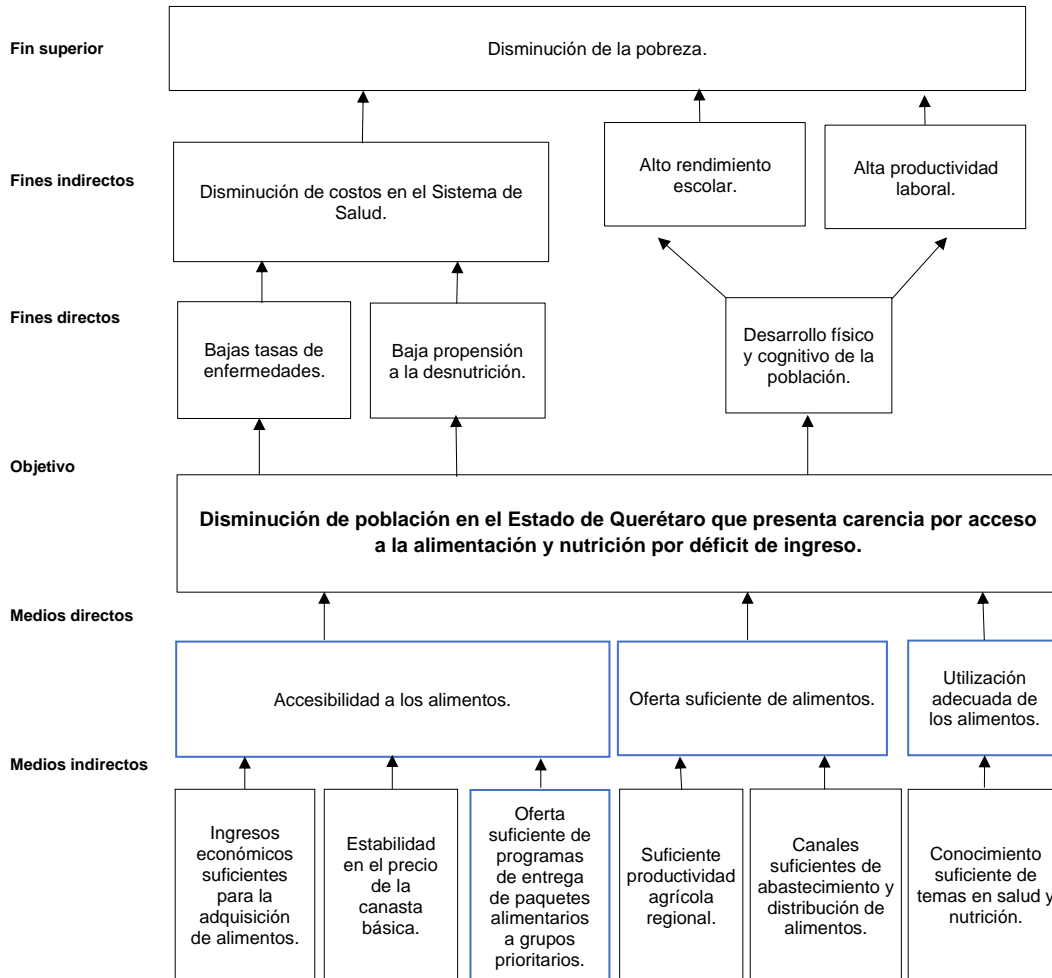 Fin superior
Disminución de la pobreza.
Fines indirectos
Disminución de costos en el Sistema de
Salud.
Alto rendimiento
escolar.
Alta productividad
laboral.
Fines directos
Bajas tasas de
enfermedades.
Baja propensión
a la desnutrición.
Desarrollo físico
y cognitivo de la
población.
Objetivo
Disminución de población en el Estado de Querétaro que presenta carencia por acceso
a la alimentación y nutrición por déficit de ingreso.
Medios directos
Accesibilidad a los alimentos.
Oferta suficiente de alimentos.
Utilización
adecuada de
los alimentos.
Medios indirectos
Ingresos
económicos
suficientes
para la
adquisición
de alimentos.
Estabilidad
en el precio
de la
canasta
básica.
Oferta
suficiente de
programas
de entrega
de paquetes
alimentarios
a grupos
prioritarios.
Suficiente
productividad
agrícola
regional.
Canales
suficientes de
abastecimiento y
distribución de
alimentos.
Conocimiento
suficiente de
temas en salud y
nutrición.